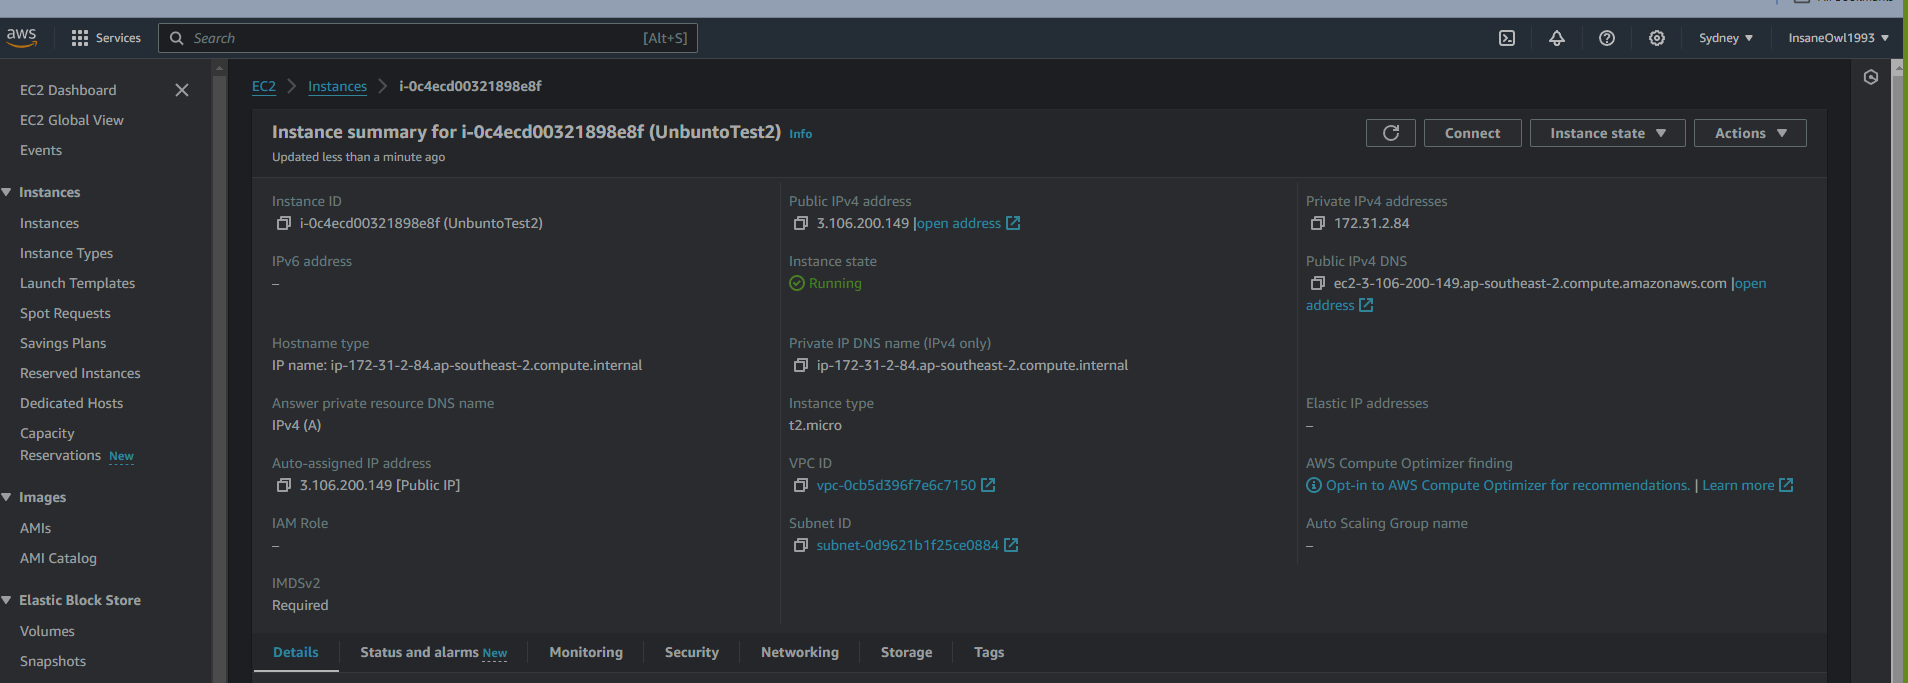 aws
Services
Search
[Alt+S]
Sydney
InsaneOwl1993
EC2 Dashboard
EC2 Global View
Events
Instances
Instances
Instance Types
Launch Templates
Spot Requests
Savings Plans
Reserved Instances
Dedicated Hosts
Capacity
Reservations New
Images
AMIs
AMI Catalog
Elastic Block Store
Volumes
Snapshots
EC2 Instances i-0c4ecd00321898e8f
Instance summary for i-0c4ecd00321898e8f (UnbuntoTest2) Info
Updated less than a minute ago
Connect
Instance state
Actions
Instance ID
i-0c4ecd00321898e8f (UnbuntoTest2)
Public IPv4 address
3.106.200.149 |open address
Private IPv4 addresses
172.31.2.84
IPv6 address
–
Instance state
Running
Public IPv4 DNS
ec2-3-106-200-149.ap-southeast-2.compute.amazonaws.com |open
address
Hostname type
IP name: ip-172-31-2-84.ap-southeast-2.compute.internal
Private IP DNS name (IPv4 only)
ip-172-31-2-84.ap-southeast-2.compute.internal
Answer private resource DNS name
IPv4 (A)
Instance type
t2.micro
Elastic IP addresses
–
Auto-assigned IP address
3.106.200.149 [Public IP]
VPC ID
vpc-0cb5d396f7e6c7150
AWS Compute Optimizer finding
Opt-in to AWS Compute Optimizer for recommendations. | Learn more
IAM Role
–
Subnet ID
subnet-0d9621b1f25ce0884
Auto Scaling Group name
–
IMDSv2
Required
Details
Status and alarms New
Monitoring
Security
Networking
Storage
Tags